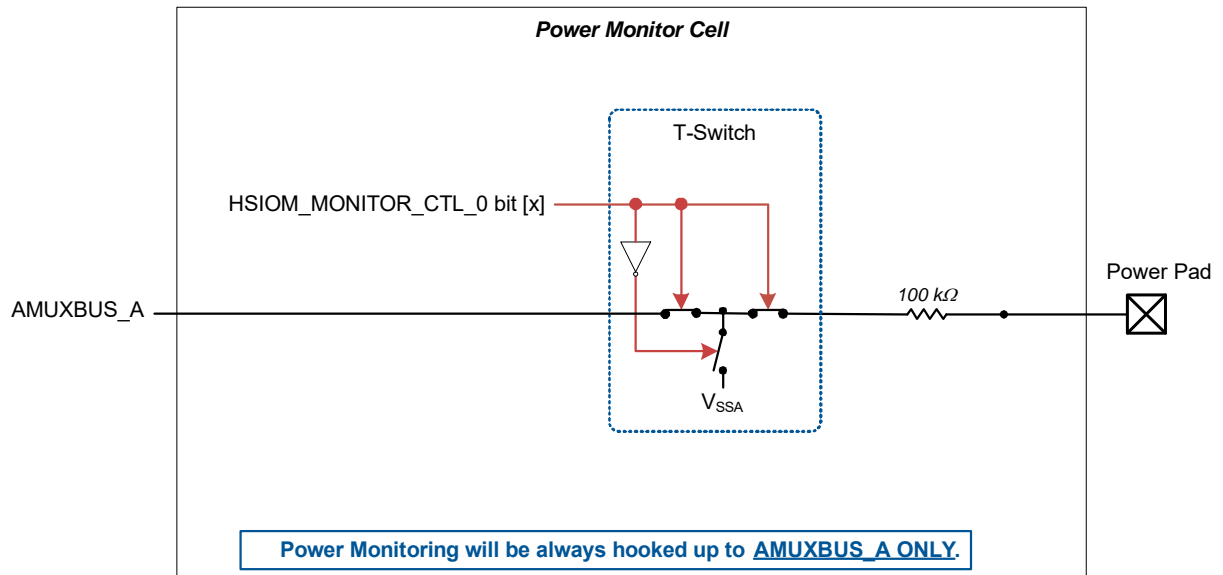 Power Monitor Cell
T-Switch
HSIOM_MONITOR_CTL_0 bit [x]
Power Pad
100 kΩ
AMUXBUS_A
VSSA
Power Monitoring will be always hooked up to AMUXBUS_A ONLY.